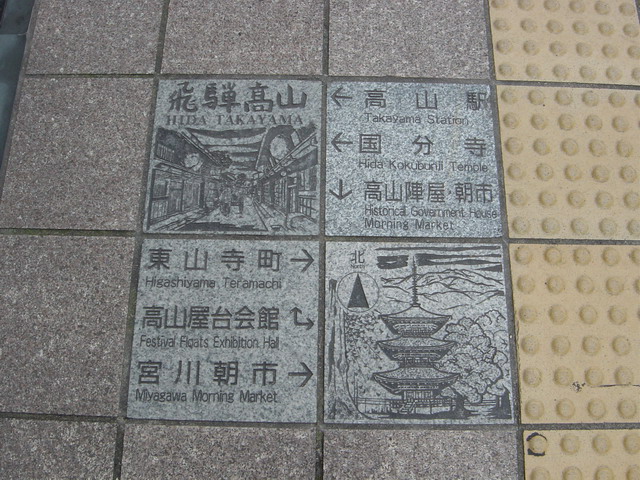 飛騨高山
HIDA TAKAYAMA
← 高山駅
Takayama Station
← 国分寺
Hida Kokubunji Temple
↓ 高山陣屋・朝市
Historical Government House
Morning Market
東山寺町 →
Higashiyama Teramachi
高山屋台会館 ↳
Festival Floats Exhibition Hall
宮川朝市 →
Miyagawa Morning Market
北
North